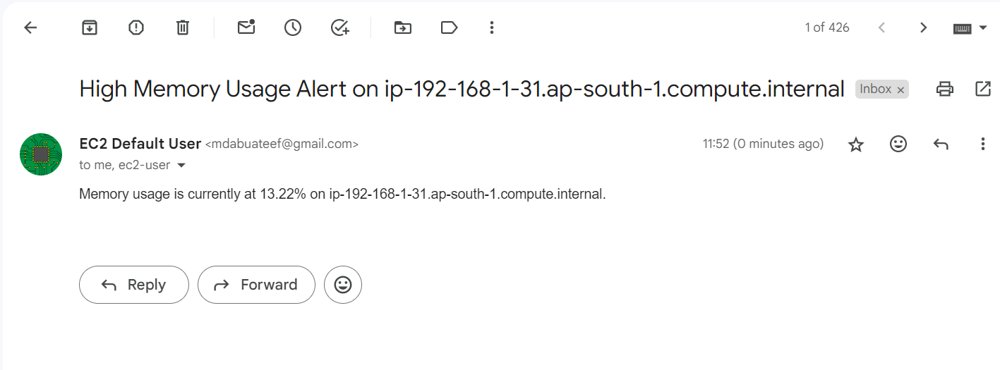 1 of 426
High Memory Usage Alert on ip-192-168-1-31.ap-south-1.compute.internal Inbox ×
EC2 Default User <mdabuateef@gmail.com> 11:52 (0 minutes ago)
to me, ec2-user
Memory usage is currently at 13.22% on ip-192-168-1-31.ap-south-1.compute.internal.
Reply Forward